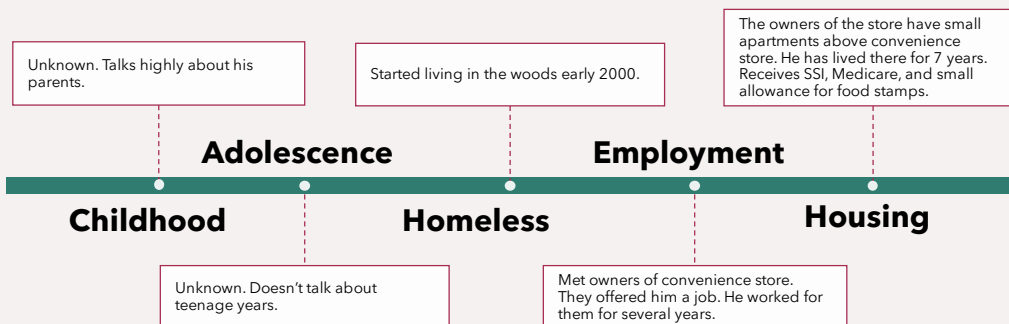 The owners of the store have small
apartments above convenience
store. He has lived there for 7 years.
Receives SSI, Medicare, and small
allowance for food stamps.
Unknown. Talks highly about his
parents.
Started living in the woods early 2000.
Adolescence
Employment
Childhood
Homeless
Housing
Unknown. Doesn't talk about
teenage years.
Met owners of convenience store.
They offered him a job. He worked for
them for several years.